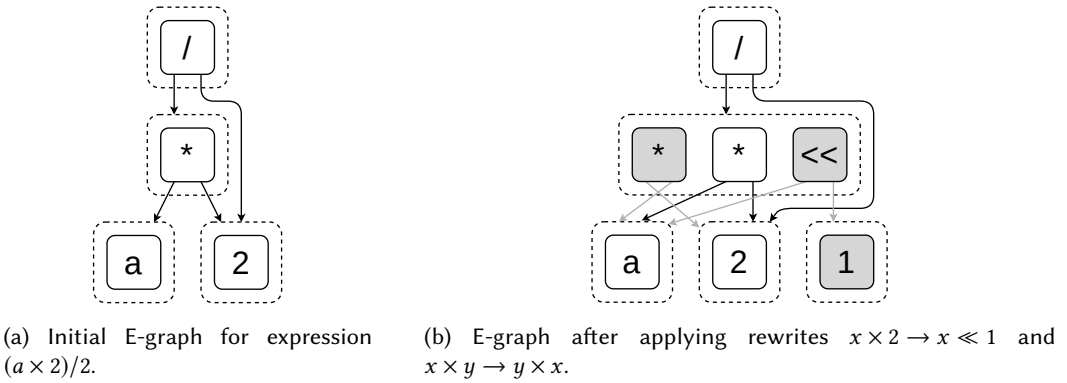 /
*
a
2
/
*
*
<<
a
2
1
(a) Initial E-graph for expression
(a × 2)/2.
(b) E-graph after applying rewrites x × 2 → x ≪ 1 and
x × y → y × x.